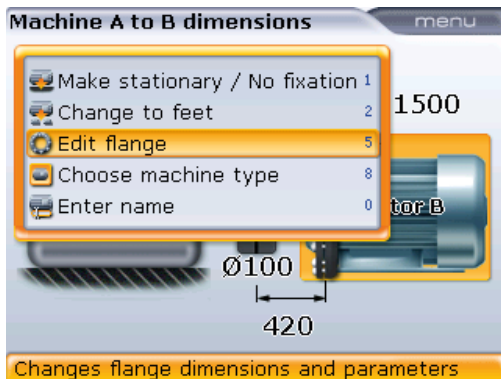 Machine A to B dimensions
menu
Make stationary / No fixation 1
Change to feet 2
Edit flange 5
Choose machine type 8
Enter name 0
1500
tor B
Ø100
420
Changes flange dimensions and parameters